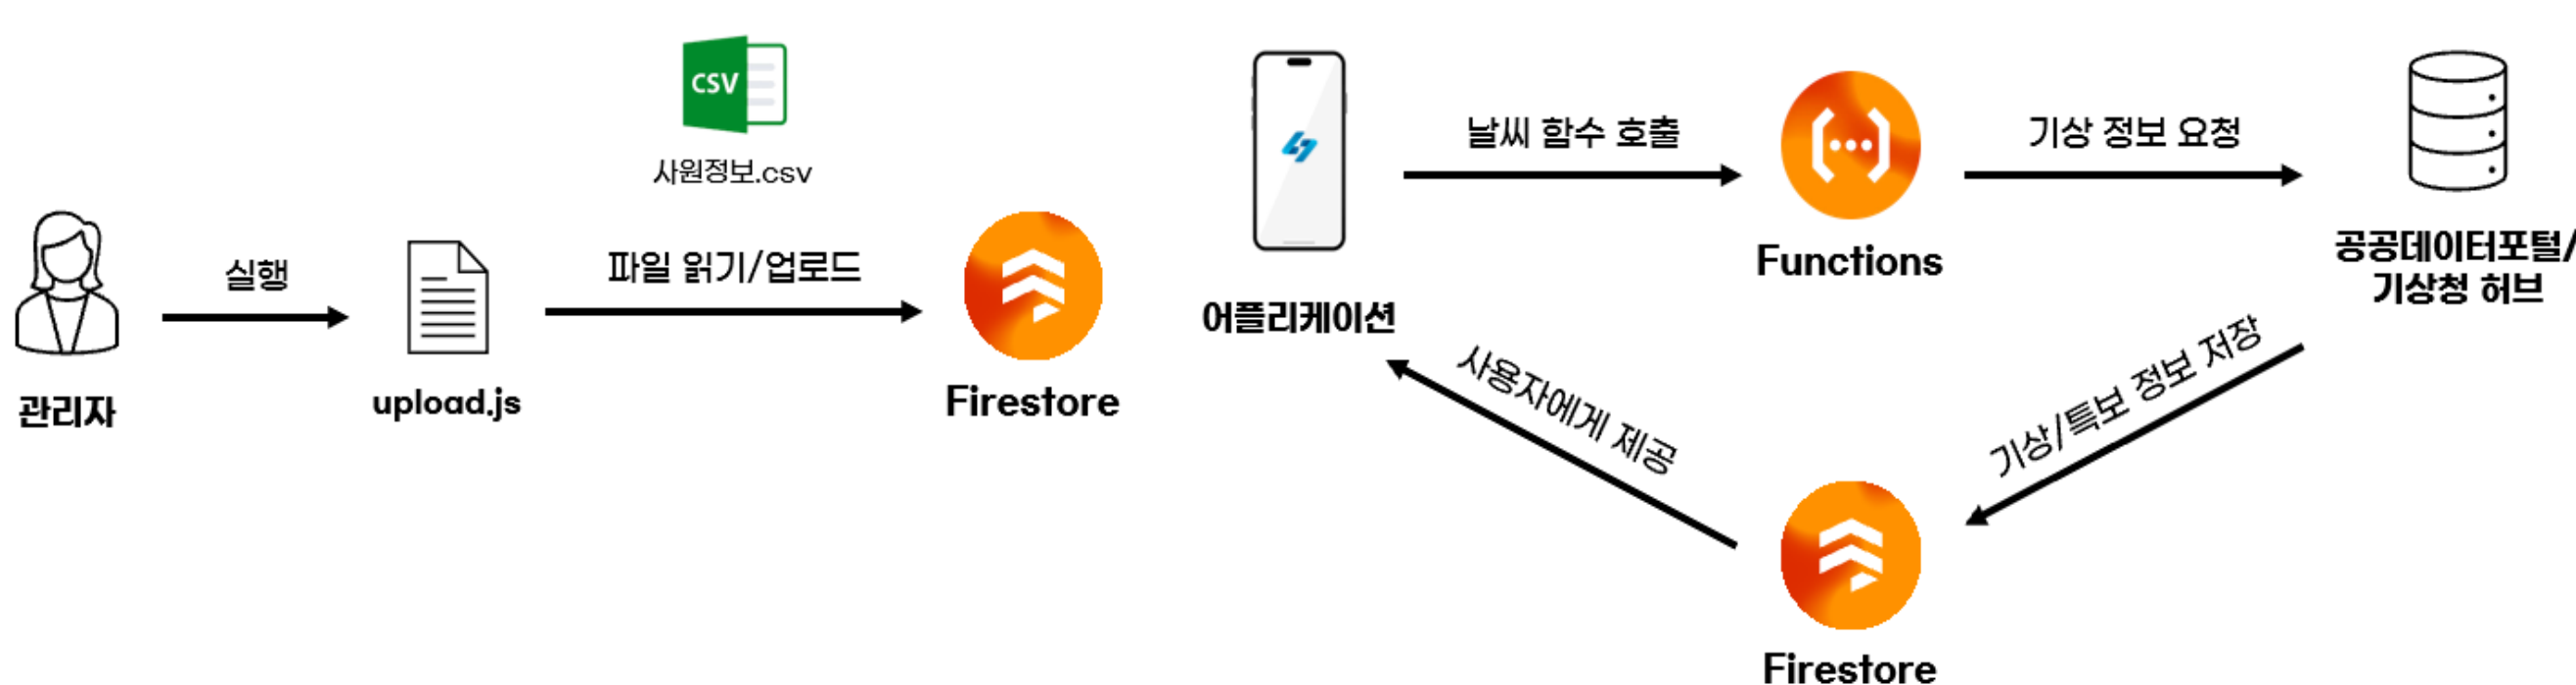 CSV
사원정보.csv
실행
파일 읽기/업로드
관리자
upload.js
Firestore
날씨 함수 호출
기상 정보 요청
어플리케이션
Functions
공공데이터포털/
기상청 허브
사용자에게 제공
기상/특보 정보 저장
Firestore